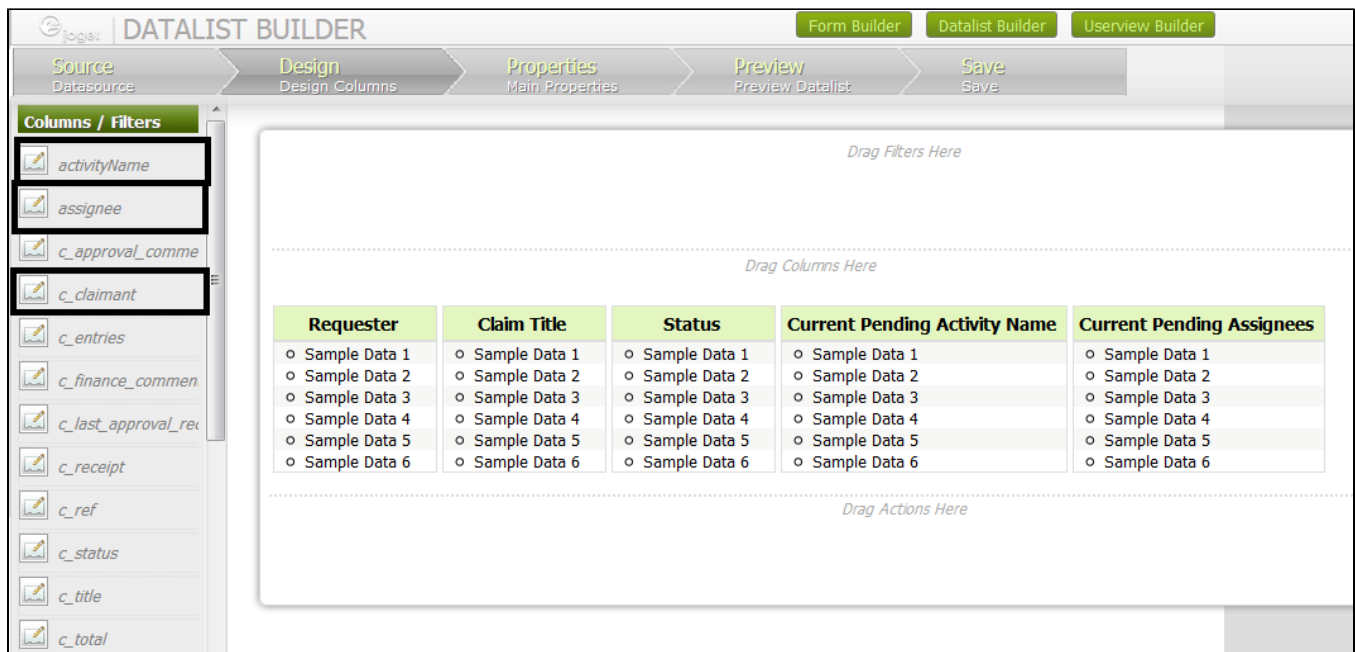 joget DATALIST BUILDER
Form Builder Datalist Builder Userview Builder
Source Design Properties Preview Save
Datasource Design Columns Main Properties Preview Datalist Save
Columns / Filters
activityName
assignee
c_approval_comme
c_claimant
c_entries
c_finance_commen
c_last_approval_rec
c_receipt
c_ref
c_status
c_title
c_total
Drag Filters Here
Drag Columns Here
Requester Claim Title Status Current Pending Activity Name Current Pending Assignees
Sample Data 1 Sample Data 1 Sample Data 1 Sample Data 1 Sample Data 1
Sample Data 2 Sample Data 2 Sample Data 2 Sample Data 2 Sample Data 2
Sample Data 3 Sample Data 3 Sample Data 3 Sample Data 3 Sample Data 3
Sample Data 4 Sample Data 4 Sample Data 4 Sample Data 4 Sample Data 4
Sample Data 5 Sample Data 5 Sample Data 5 Sample Data 5 Sample Data 5
Sample Data 6 Sample Data 6 Sample Data 6 Sample Data 6 Sample Data 6
Drag Actions Here